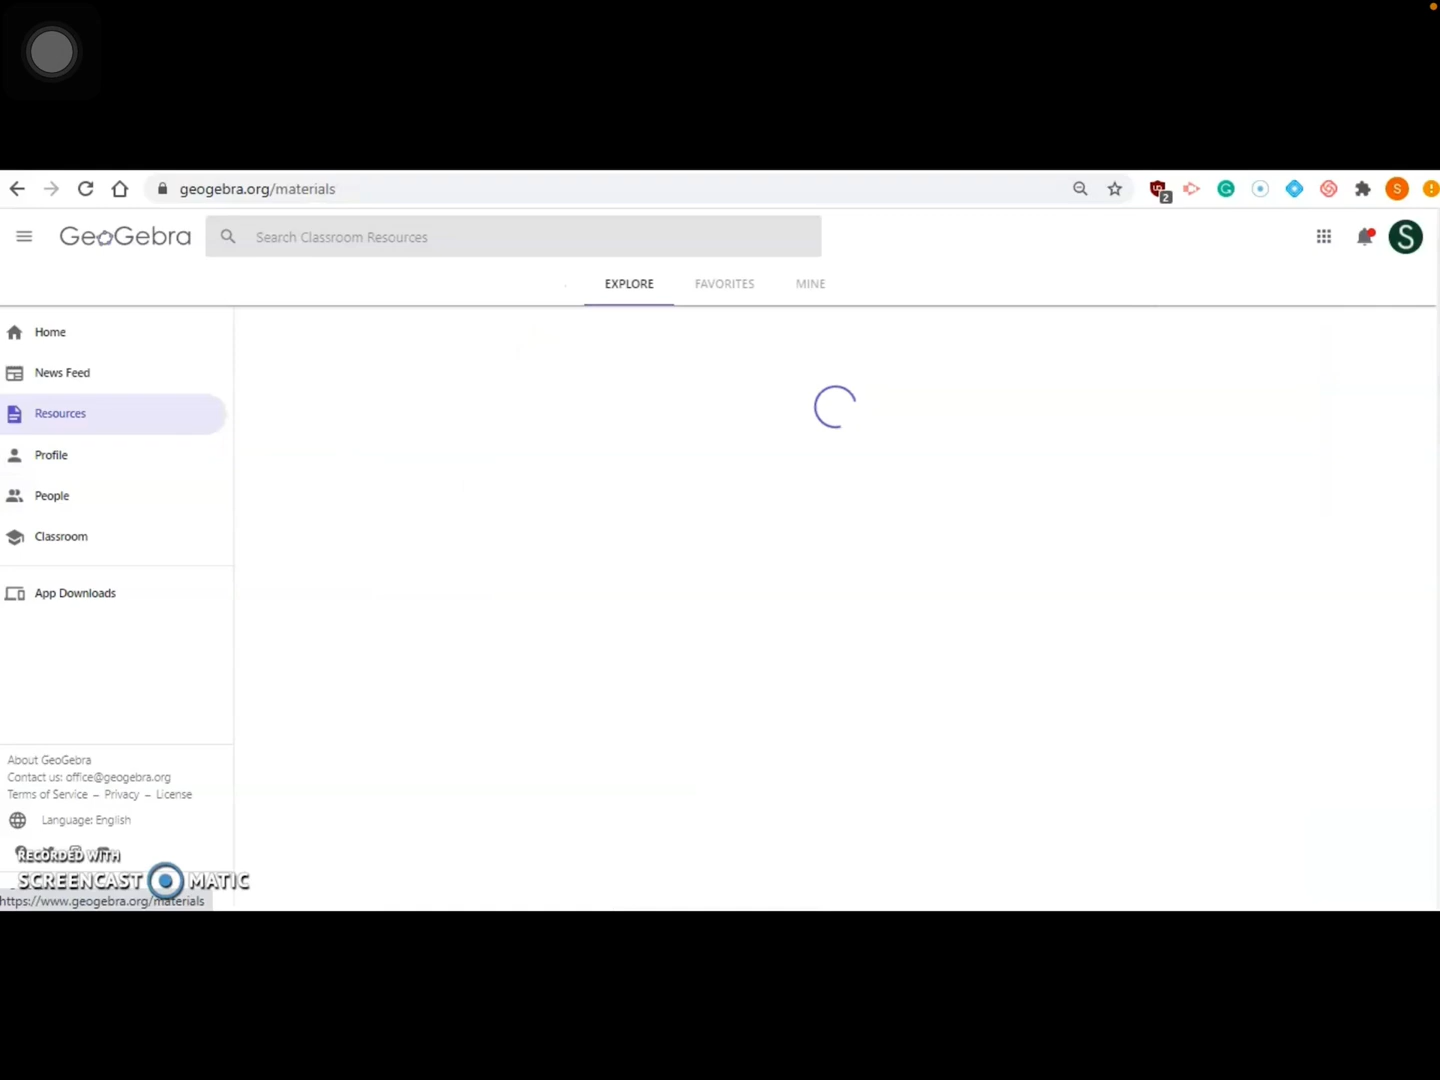 geogebra.org/materials
2
S
GeoGebra
Search Classroom Resources
S
EXPLORE
FAVORITES
MINE
Home
News Feed
Resources
Profile
People
Classroom
App Downloads
About GeoGebra
Contact us: office@geogebra.org
Terms of Service – Privacy – License
Language: English
RECORDED WITH
SCREENCAST MATIC
https://www.geogebra.org/materials